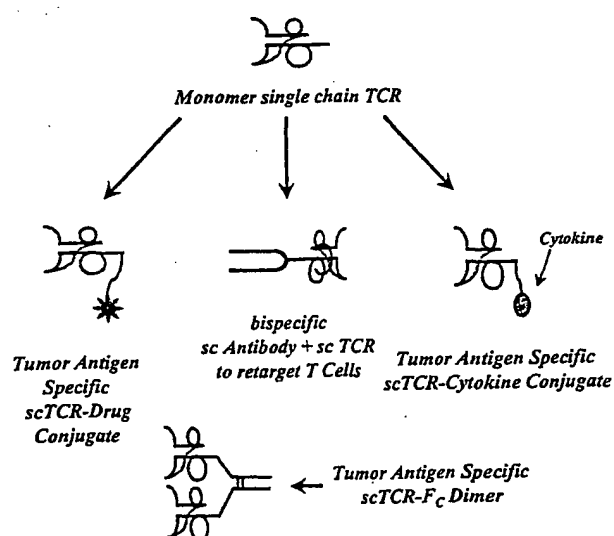 Monomer single chain TCR
Cytokine
bispecific
sc Antibody + sc TCR
to retarget T Cells
Tumor Antigen
Specific
scTCR-Drug
Conjugate
Tumor Antigen Specific
scTCR-Cytokine Conjugate
Tumor Antigen Specific
scTCR-FC Dimer